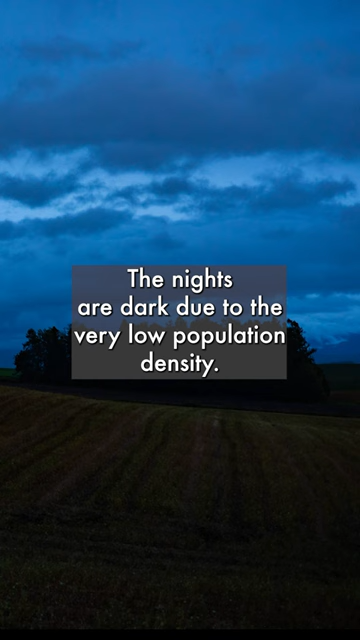 The nights
are dark due to the
very low population
density.